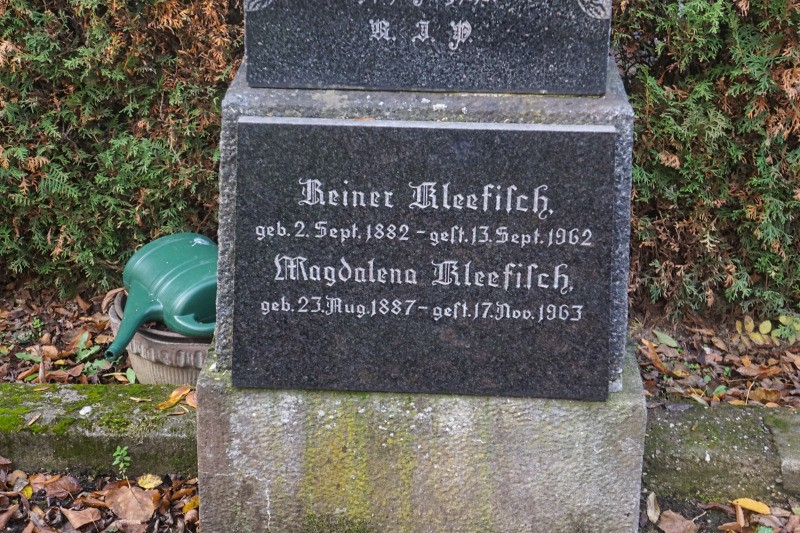 R. I. P
Reiner Kleefiſch,
geb. 2. Sept. 1882 - geſt. 13. Sept. 1962
Magdalena Kleefiſch,
geb. 23. Aug. 1887 - geſt. 17. Nov. 1963